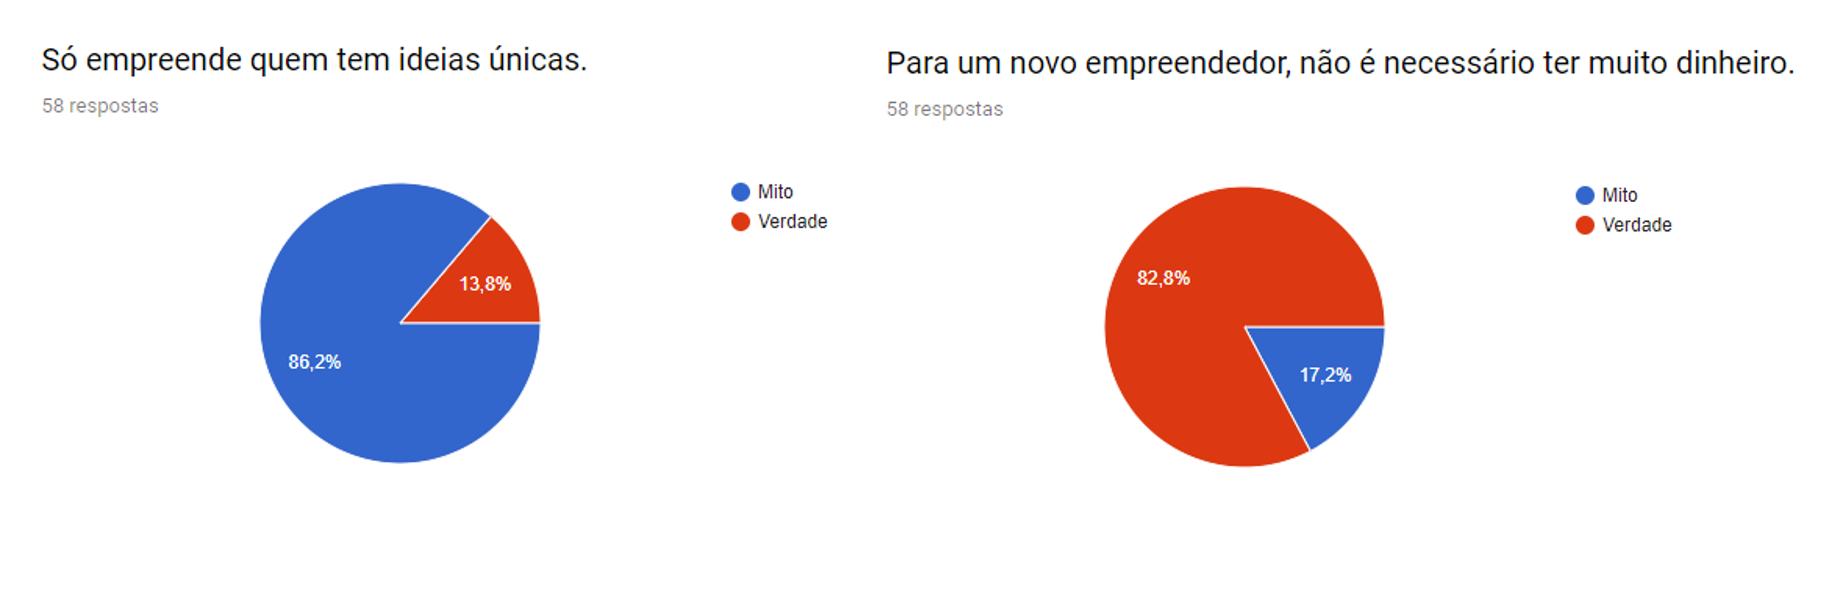 Só empreende quem tem ideias únicas.
58 respostas
Mito
Verdade
13,8%
86,2%
Para um novo empreendedor, não é necessário ter muito dinheiro.
58 respostas
Mito
Verdade
82,8%
17,2%